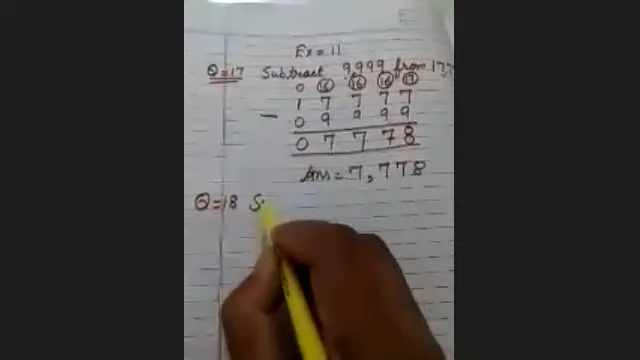 Ex = 11
Q=17 Subtract 9999 from 177
0 16 16 16 17
1 7 7 7 7
- 0 9 9 9 9
0 7 7 7 8
Ans = 7,778
Q=18 S